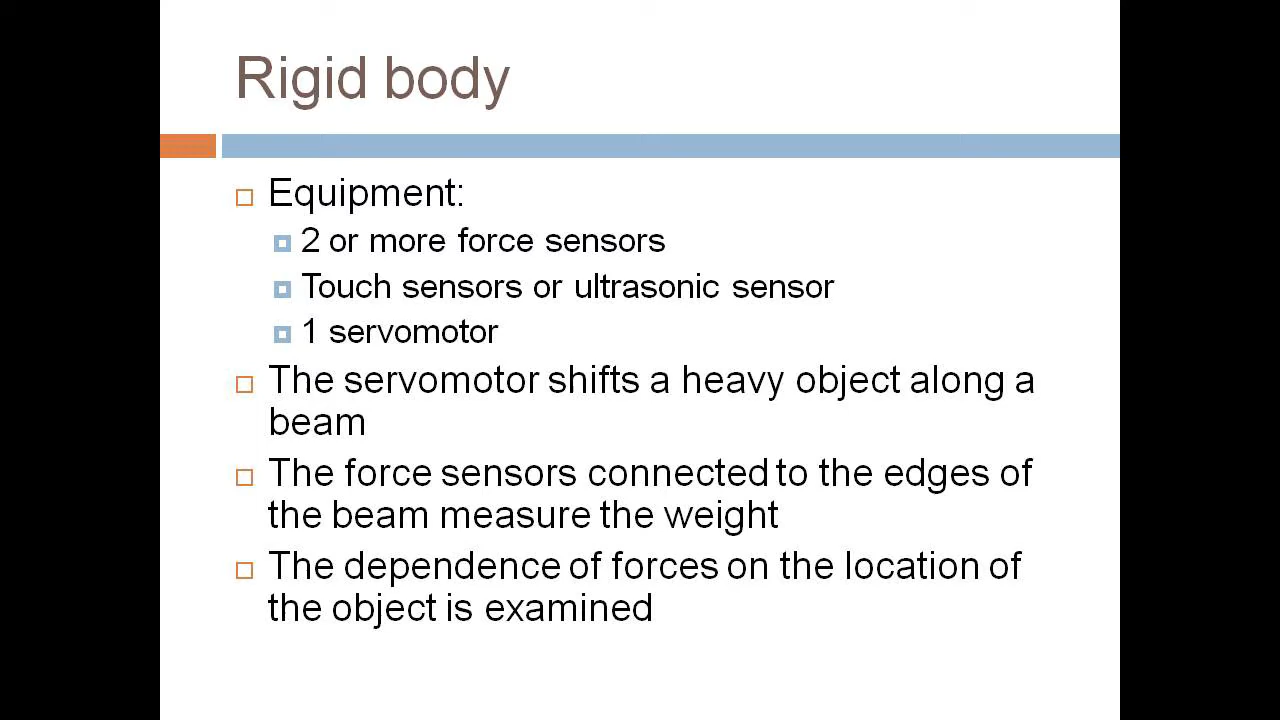 Rigid body
Equipment:
2 or more force sensors
Touch sensors or ultrasonic sensor
1 servomotor
The servomotor shifts a heavy object along a
beam
The force sensors connected to the edges of
the beam measure the weight
The dependence of forces on the location of
the object is examined